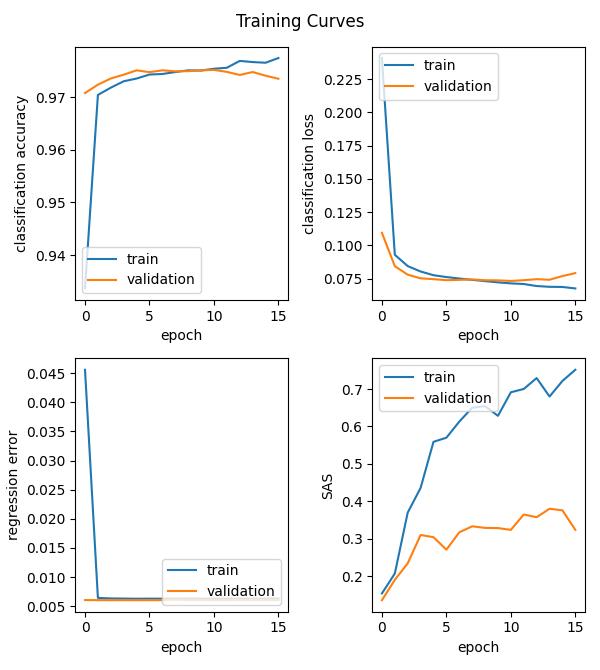 Training Curves
classification accuracy
0.97
0.96
0.95
0.94
train
validation
0
5
10
15
epoch
classification loss
0.225
0.200
0.175
0.150
0.125
0.100
0.075
train
validation
0
5
10
15
epoch
regression error
0.045
0.040
0.035
0.030
0.025
0.020
0.015
0.010
0.005
train
validation
0
5
10
15
epoch
SAS
0.7
0.6
0.5
0.4
0.3
0.2
train
validation
0
5
10
15
epoch